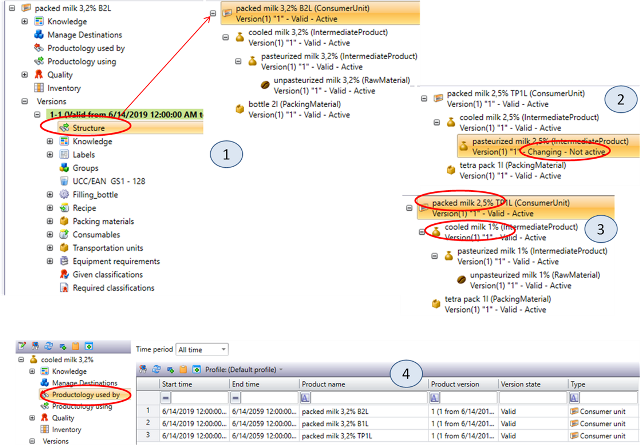 packed milk 3,2% B2L
Knowledge
Manage Destinations
Productology used by
Productology using
Quality
Inventory
Versions
1-1 (Valid from 6/14/2019 12:00:00 AM to
Structure
Knowledge
Labels
Groups
UCC/EAN GS1 - 128
Filling_bottle
Recipe
Packing materials
Consumables
Transportation units
Equipment requirements
Given classifications
Required classifications
packed milk 3,2% B2L (ConsumerUnit)
Version(1) "1" - Valid - Active
cooled milk 3,2% (IntermediateProduct)
Version(1) "1" - Valid - Active
pasteurized milk 3,2% (IntermediateProduct)
Version(1) "1" - Valid - Active
unpasteurized milk 3,2% (RawMaterial)
Version(1) "1" - Valid - Active
bottle 2l (PackingMaterial)
Version(1) "1" - Valid - Active
1
packed milk 2,5% TP1L (ConsumerUnit)
Version(1) "1" - Valid - Active
2
cooled milk 2,5% (IntermediateProduct)
Version(1) "1" - Valid - Active
pasteurized milk 2,5% (IntermediateProduct)
Version(1) "1" - Changing - Not active
tetra pack 1l (PackingMaterial)
Version(1) "1" - Valid - Active
packed milk 2,5% TP1L (ConsumerUnit)
Version(1) "1" - Valid - Active
3
cooled milk 1% (IntermediateProduct)
Version(1) "1" - Valid - Active
pasteurized milk 1% (IntermediateProduct)
Version(1) "1" - Valid - Active
unpasteurized milk 1% (RawMaterial)
Version(1) "1" - Valid - Active
tetra pack 1l (PackingMaterial)
Version(1) "1" - Valid - Active
cooled milk 3,2%
Knowledge
Manage Destinations
Productology used by
Productology using
Quality
Inventory
Versions
Time period All time
Profile: (Default profile)
4
Start time End time Product name Product version Version state Type
1 6/14/2019 12:00:00... 6/14/2059 12:00:00... packed milk 3,2% B2L 1 (1 from 6/14/201... Valid Consumer unit
2 6/14/2019 12:00:00... 6/14/2059 12:00:00... packed milk 3,2% B1L 1 (1 from 6/14/201... Valid Consumer unit
3 6/14/2019 12:00:00... 6/14/2059 12:00:00... packed milk 3,2% TP1L 1 (1 from 6/14/201... Valid Consumer unit